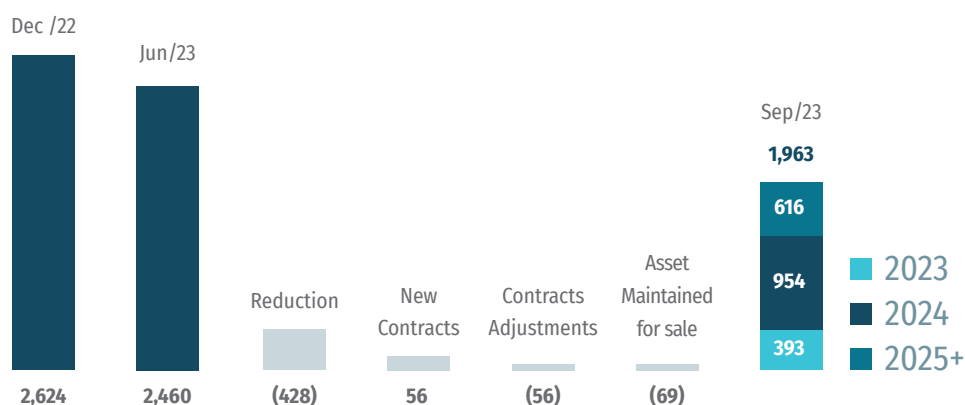 Dec /22
Jun/23
Sep/23
1,963
616
954
393
Reduction
New
Contracts
Contracts
Adjustments
Asset
Maintained
for sale
2023
2024
2025+
2,624
2,460
(428)
56
(56)
(69)